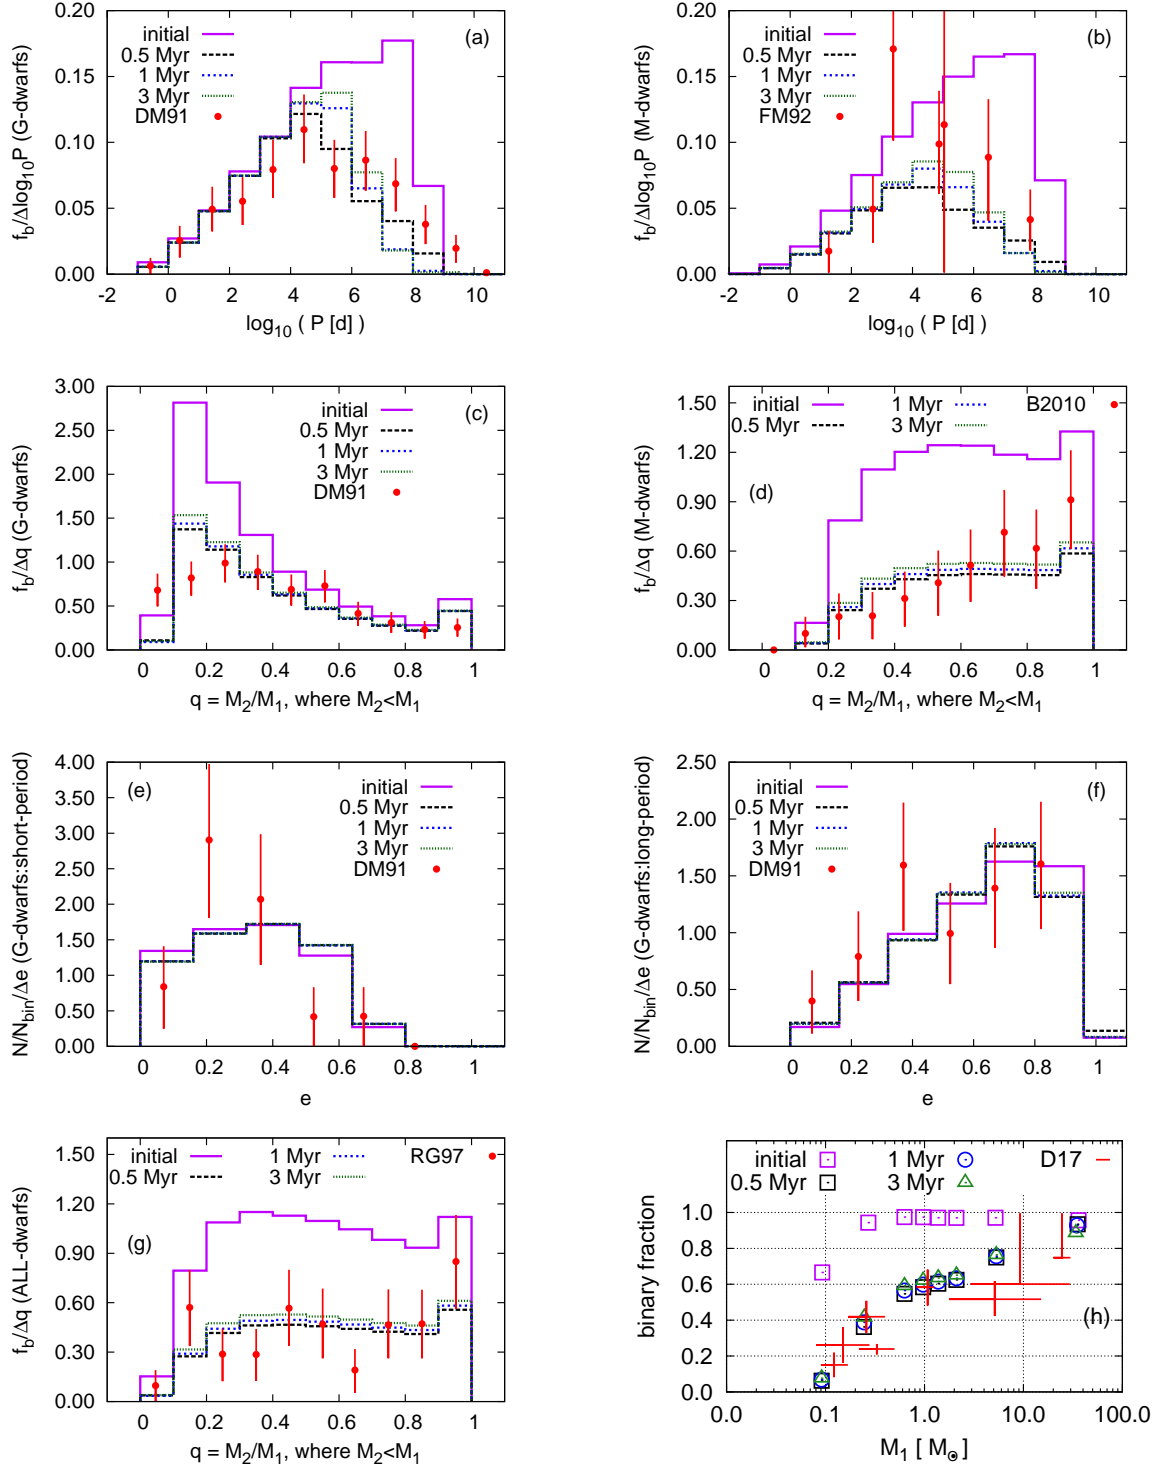 0.20
0.15
0.10
0.05
0.00
f_b/Δlog_10P (G-dwarfs)
initial
0.5 Myr
1 Myr
3 Myr
DM91
(a)
-2 0 2 4 6 8 10
log_10 ( P [d] )
0.20
0.15
0.10
0.05
0.00
f_b/Δlog_10P (M-dwarfs)
initial
0.5 Myr
1 Myr
3 Myr
FM92
(b)
-2 0 2 4 6 8 10
log_10 ( P [d] )
3.00
2.50
2.00
1.50
1.00
0.50
0.00
f_b/Δq (G-dwarfs)
initial
0.5 Myr
1 Myr
3 Myr
DM91
(c)
0 0.2 0.4 0.6 0.8 1
q = M_2/M_1, where M_2<M_1
1.50
1.20
0.90
0.60
0.30
0.00
f_b/Δq (M-dwarfs)
initial 1 Myr B2010
0.5 Myr 3 Myr
(d)
0 0.2 0.4 0.6 0.8 1
q = M_2/M_1, where M_2<M_1
4.00
3.50
3.00
2.50
2.00
1.50
1.00
0.50
0.00
N/N_bin/Δe (G-dwarfs:short-period)
(e)
initial
0.5 Myr
1 Myr
3 Myr
DM91
0 0.2 0.4 0.6 0.8 1
e
2.50
2.00
1.50
1.00
0.50
0.00
N/N_bin/Δe (G-dwarfs:long-period)
initial
0.5 Myr
1 Myr
3 Myr
DM91
(f)
0 0.2 0.4 0.6 0.8 1
e
1.50
1.20
0.90
0.60
0.30
0.00
f_b/Δq (ALL-dwarfs)
initial 1 Myr RG97
0.5 Myr 3 Myr
(g)
0 0.2 0.4 0.6 0.8 1
q = M_2/M_1, where M_2<M_1
1.0
0.8
0.6
0.4
0.2
0.0
binary fraction
initial 1 Myr D17
0.5 Myr 3 Myr
(h)
0.0 0.1 1.0 10.0 100.0
M_1 [ M_⊙ ]